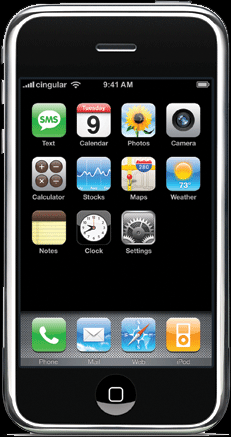 cingular 9:41 AM
SMS Tuesday 9 73°
Text Calendar Photos Camera
Calculator Stocks Maps Weather
Notes Clock Settings
Phone Mail Web iPod